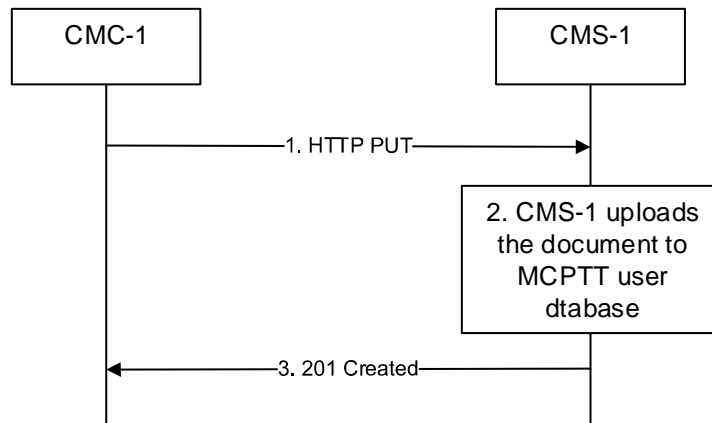 CMC-1
CMS-1
1. HTTP PUT
2. CMS-1 uploads
the document to
MCPTT user
dtabase
3. 201 Created